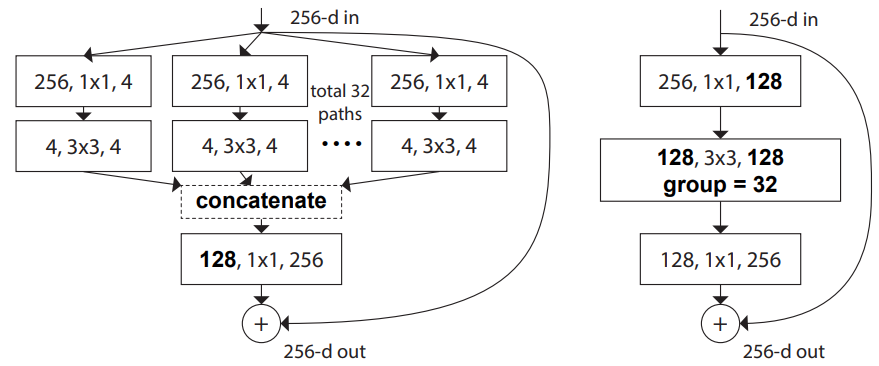 256-d in
256, 1x1, 4
256, 1x1, 4
total 32
paths
256, 1x1, 4
4, 3x3, 4
4, 3x3, 4
....
4, 3x3, 4
concatenate
128, 1x1, 256
+
256-d out
256-d in
256, 1x1, 128
128, 3x3, 128
group = 32
128, 1x1, 256
+
256-d out